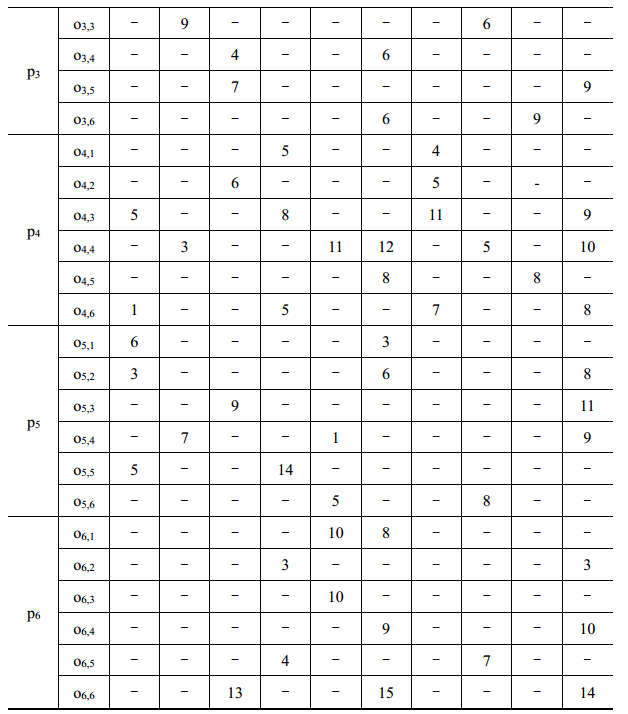 o3,3 – 9 – – – – – 6 – –
o3,4 – – 4 – – 6 – – – –
p3
o3,5 – – 7 – – – – – – 9
o3,6 – – – – – 6 – – 9 –
o4,1 – – – 5 – – 4 – – –
o4,2 – – 6 – – – 5 – - –
o4,3 5 – – 8 – – 11 – – 9
p4
o4,4 – 3 – – 11 12 – 5 – 10
o4,5 – – – – – 8 – – 8 –
o4,6 1 – – 5 – – 7 – – 8
o5,1 6 – – – – 3 – – – –
o5,2 3 – – – – 6 – – – 8
o5,3 – – 9 – – – – – – 11
p5
o5,4 – 7 – – 1 – – – – 9
o5,5 5 – – 14 – – – – – –
o5,6 – – – – 5 – – 8 – –
o6,1 – – – – 10 8 – – – –
o6,2 – – – 3 – – – – – 3
o6,3 – – – – 10 – – – – –
p6
o6,4 – – – – – 9 – – – 10
o6,5 – – – 4 – – – 7 – –
o6,6 – – 13 – – 15 – – – 14